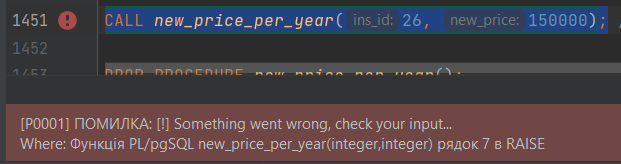 1451 CALL new_price_per_year( ins_id: 26, new_price: 150000);
1452
1453 DROP PROCEDURE new_price_per_year();
[P0001] ПОМИЛКА: [!] Something went wrong, check your input...
Where: Функція PL/pgSQL new_price_per_year(integer,integer) рядок 7 в RAISE